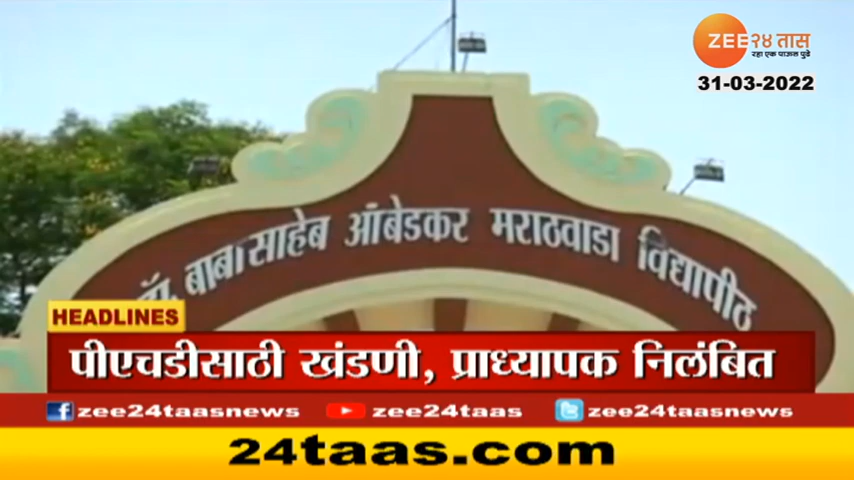 ZEE २४ तास
रहा एक पाऊल पुढे
31-03-2022
डॉ. बाबासाहेब आंबेडकर मराठवाडा विद्यापीठ
HEADLINES
पीएचडीसाठी खंडणी, प्राध्यापक निलंबित
zee24taasnews zee24taas zee24taasnews
24taas.com